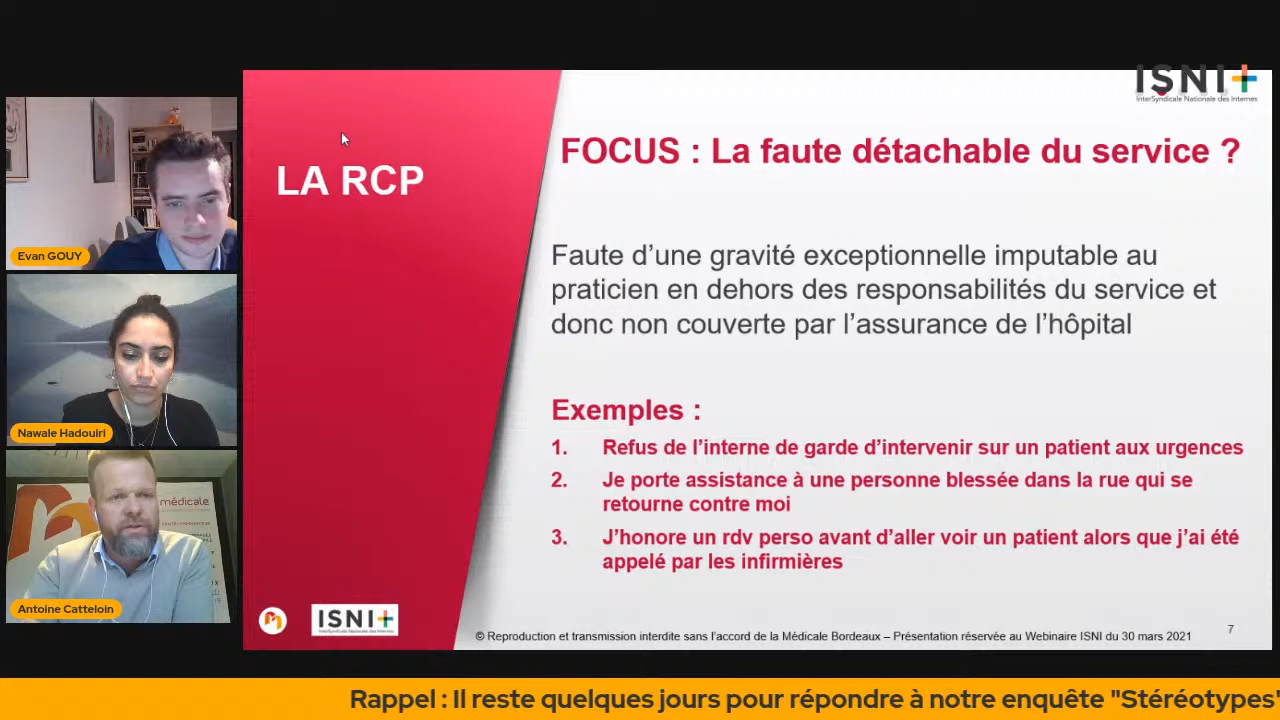 ISNI+
InterSyndicale Nationale des Internes
FOCUS : La faute détachable du service ?
LA RCP
Evan GOUY
Faute d’une gravité exceptionnelle imputable au
praticien en dehors des responsabilités du service et
donc non couverte par l’assurance de l’hôpital
Nawale Hadouiri
Exemples :
1. Refus de l’interne de garde d’intervenir sur un patient aux urgences
2. Je porte assistance à une personne blessée dans la rue qui se
retourne contre moi
3. J’honore un rdv perso avant d’aller voir un patient alors que j’ai été
appelé par les infirmières
médicale
Antoine Catteloin
ISNI+
InterSyndicale Nationale des Internes
© Reproduction et transmission interdite sans l’accord de la Médicale Bordeaux – Présentation réservée au Webinaire ISNI du 30 mars 2021
7
Rappel : Il reste quelques jours pour répondre à notre enquête "Stéréotypes"